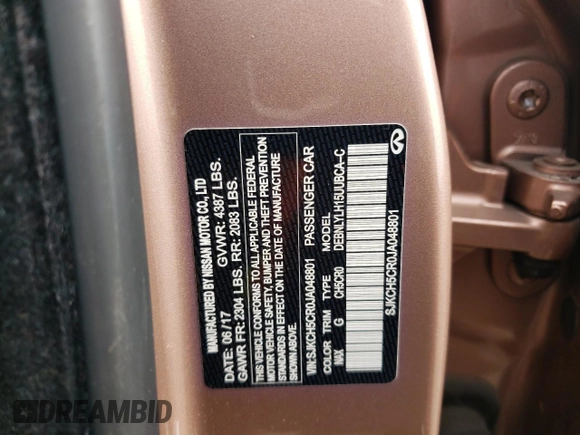 MANUFACTURED BY NISSAN MOTOR CO., LTD
DATE: 06/17 GVWR: 4387 LBS.
GAWR FR: 2304 LBS. RR: 2083 LBS.
THIS VEHICLE CONFORMS TO ALL APPLICABLE FEDERAL
MOTOR VEHICLE SAFETY, BUMPER AND THEFT PREVENTION
STANDARDS IN EFFECT ON THE DATE OF MANUFACTURE
SHOWN ABOVE.
VIN:SJKCH5CR0JA048801 PASSENGER CAR
COLOR TRIM TYPE MODEL
NAX G CH5CR0 DEBNLYLH15UUBCA-C
SJKCH5CR0JA048801
DREAMBID